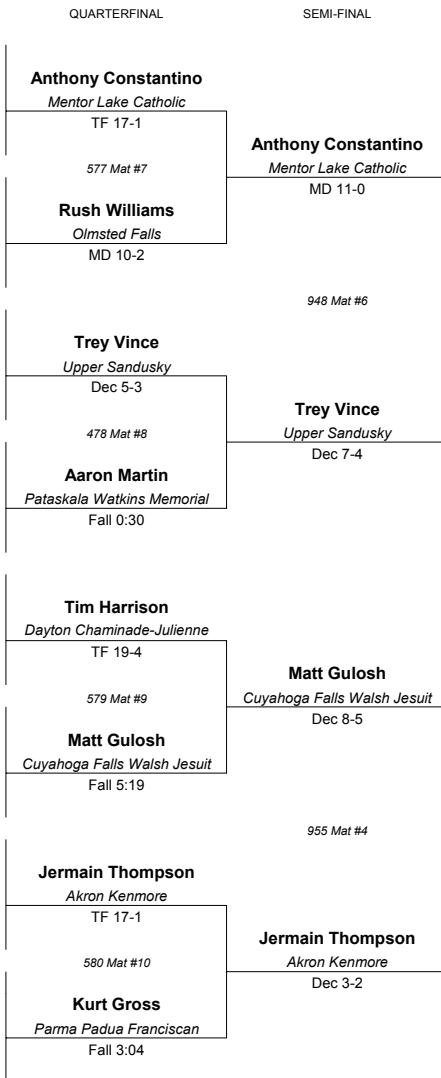 QUARTERFINAL
SEMI-FINAL
Anthony Constantino
Mentor Lake Catholic
TF 17-1
577 Mat #7
Anthony Constantino
Mentor Lake Catholic
MD 11-0
Rush Williams
Olmsted Falls
MD 10-2
948 Mat #6
Trey Vince
Upper Sandusky
Dec 5-3
478 Mat #8
Trey Vince
Upper Sandusky
Dec 7-4
Aaron Martin
Pataskala Watkins Memorial
Fall 0:30
Tim Harrison
Dayton Chaminade-Julienne
TF 19-4
579 Mat #9
Matt Gulosh
Cuyahoga Falls Walsh Jesuit
Dec 8-5
Matt Gulosh
Cuyahoga Falls Walsh Jesuit
Fall 5:19
955 Mat #4
Jermain Thompson
Akron Kenmore
TF 17-1
580 Mat #10
Jermain Thompson
Akron Kenmore
Dec 3-2
Kurt Gross
Parma Padua Franciscan
Fall 3:04